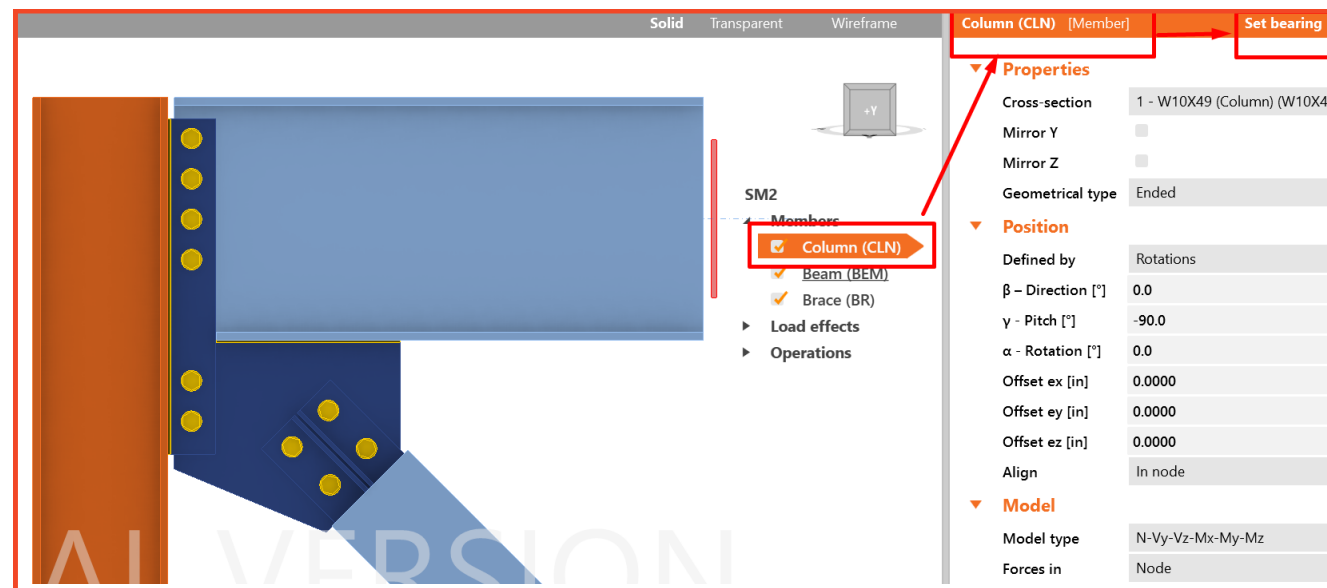 Solid Transparent Wireframe
Column (CLN) [Member] Set bearing
Properties
Cross-section 1 - W10X49 (Column) (W10X4
Mirror Y
Mirror Z
Geometrical type Ended
Position
Defined by Rotations
β – Direction [°] 0.0
γ - Pitch [°] -90.0
α - Rotation [°] 0.0
Offset ex [in] 0.0000
Offset ey [in] 0.0000
Offset ez [in] 0.0000
Align In node
Model
Model type N-Vy-Vz-Mx-My-Mz
Forces in Node
+Y
SM2
Members
Column (CLN)
Beam (BEM)
Brace (BR)
Load effects
Operations
AL VERSION